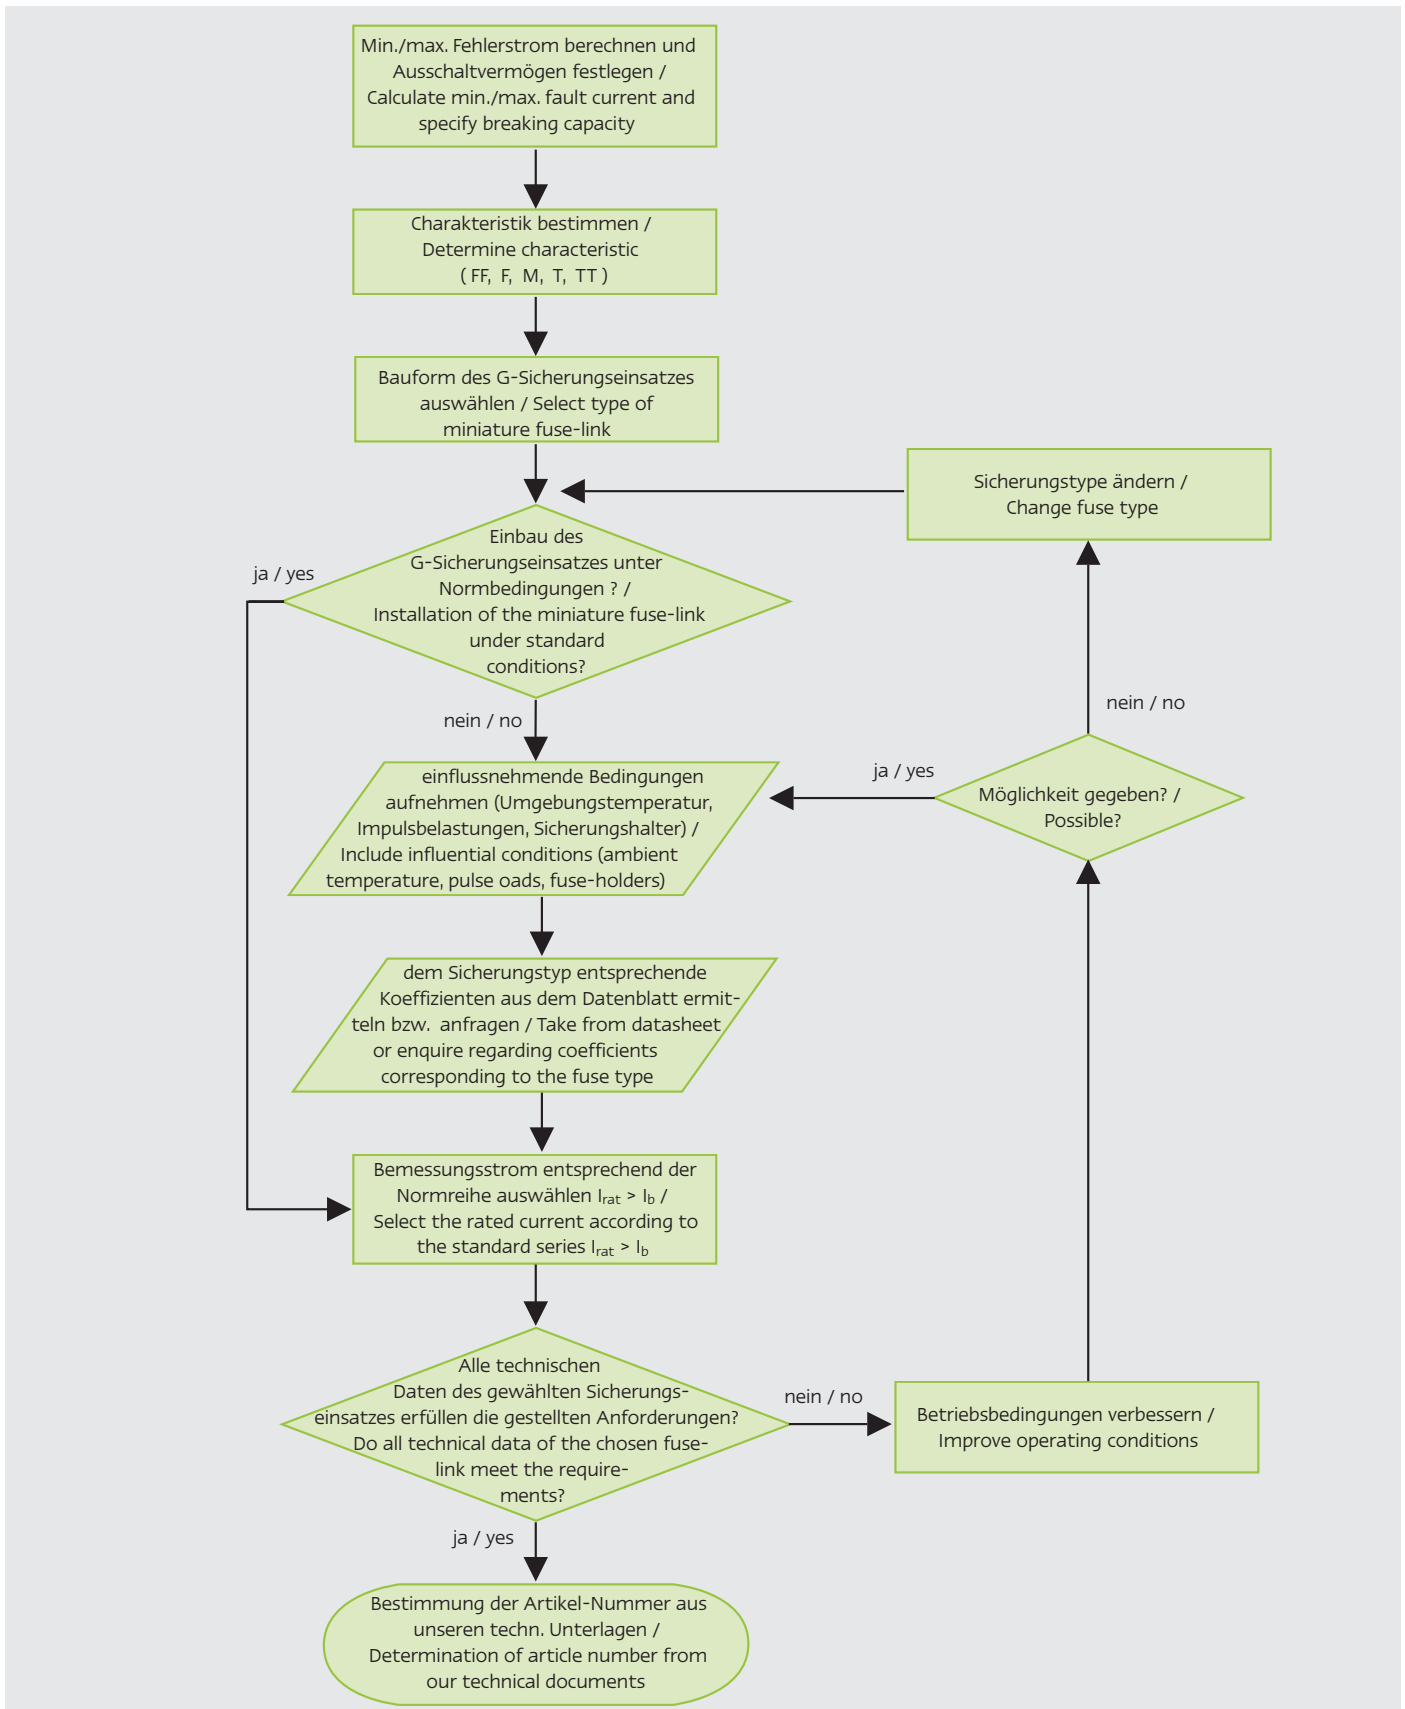 Min./max. Fehlerstrom berechnen und
Ausschaltvermögen festlegen /
Calculate min./max. fault current and
specify breaking capacity
Charakteristik bestimmen /
Determine characteristic
( FF, F, M, T, TT )
Bauform des G-Sicherungseinsatzes
auswählen / Select type of
miniature fuse-link
Sicherungstype ändern /
Change fuse type
Einbau des
G-Sicherungseinsatzes unter
Normbedingungen ? /
Installation of the miniature fuse-link
under standard
conditions?
ja / yes
nein / no
nein / no
ja / yes
Möglichkeit gegeben? /
Possible?
einflussnehmende Bedingungen
aufnehmen (Umgebungstemperatur,
Impulsbelastungen, Sicherungshalter) /
Include influential conditions (ambient
temperature, pulse oads, fuse-holders)
dem Sicherungstyp entsprechende
Koeffizienten aus dem Datenblatt ermit-
teln bzw. anfragen / Take from datasheet
or enquire regarding coefficients
corresponding to the fuse type
Bemessungsstrom entsprechend der
Normreihe auswählen Irat > Ib /
Select the rated current according to
the standard series Irat > Ib
Alle technischen
Daten des gewählten Sicherungs-
einsatzes erfüllen die gestellten Anforderungen?
Do all technical data of the chosen fuse-
link meet the require-
ments?
nein / no
Betriebsbedingungen verbessern /
Improve operating conditions
ja / yes
Bestimmung der Artikel-Nummer aus
unseren techn. Unterlagen /
Determination of article number from
our technical documents